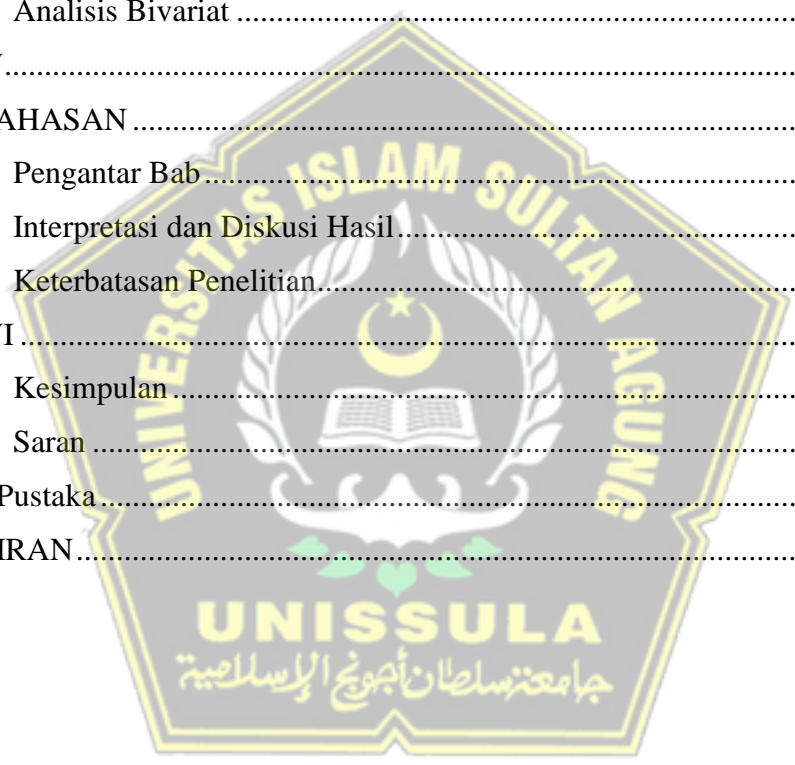 Analisis Bivariat ......................................................................
V....................................................................................................
AHASAN ...................................................................................
Pengantar Bab..........................................................................
Interpretasi dan Diskusi Hasil..................................................
Keterbatasan Penelitian............................................................
VI .................................................................................................
Kesimpulan ..............................................................................
Saran ........................................................................................
Pustaka.......................................................................................
IRAN..........................................................................................
UNIVERSITAS ISLAM SULTAN AGUNG
UNISSULA
جامعة سلطان أجونج الإسلامية